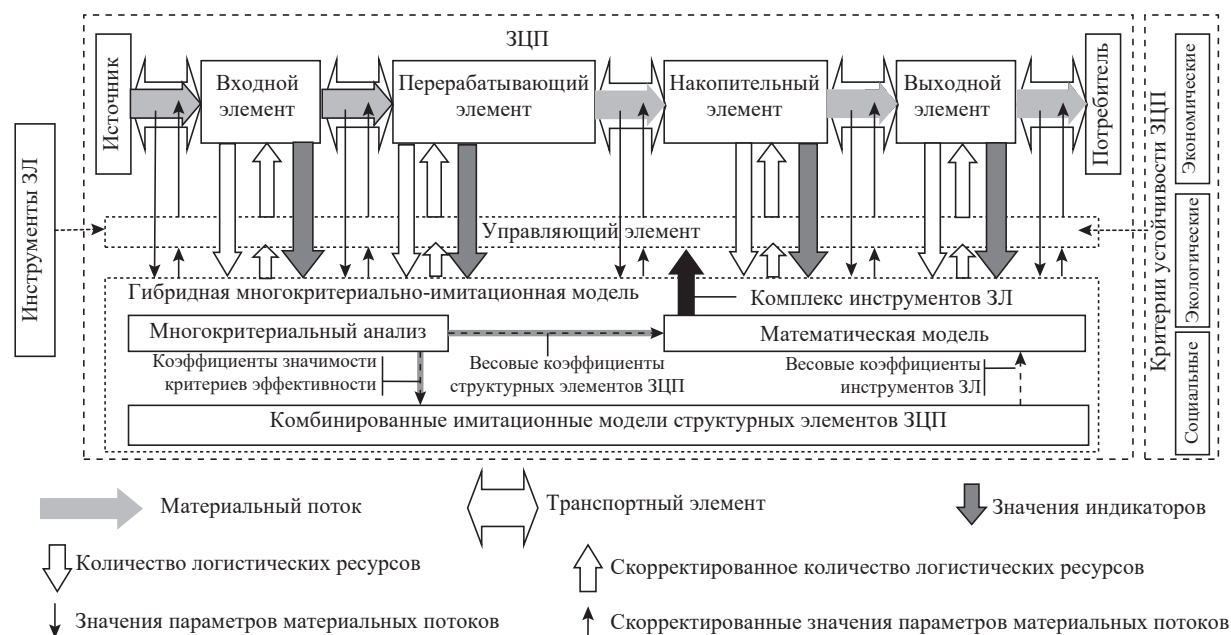 ЗЦП
Источник
Входной
элемент
Перерабатывающий
элемент
Накопительный
элемент
Выходной
элемент
Потребитель
Инструменты ЗЛ
Управляющий элемент
Критерии устойчивости ЗЦП
Экономические
Экологические
Социальные
Гибридная многокритериально-имитационная модель
Комплекс инструментов ЗЛ
Многокритериальный анализ
Математическая модель
Коэффициенты значимости
критериев эффективности
Весовые коэффициенты
структурных элементов ЗЦП
Весовые коэффициенты
инструментов ЗЛ
Комбинированные имитационные модели структурных элементов ЗЦП
Материальный поток
Транспортный элемент
Значения индикаторов
Количество логистических ресурсов
Скорректированное количество логистических ресурсов
Значения параметров материальных потоков
Скорректированные значения параметров материальных потоков